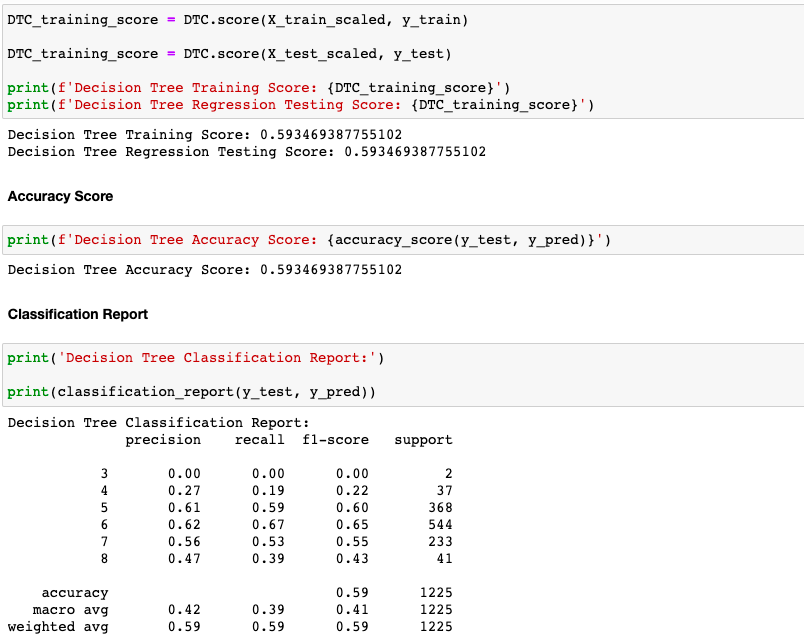 DTC_training_score = DTC.score(X_train_scaled, y_train)
DTC_training_score = DTC.score(X_test_scaled, y_test)
print(f'Decision Tree Training Score: {DTC_training_score}')
print(f'Decision Tree Regression Testing Score: {DTC_training_score}')
Decision Tree Training Score: 0.593469387755102
Decision Tree Regression Testing Score: 0.593469387755102
Accuracy Score
print(f'Decision Tree Accuracy Score: {accuracy_score(y_test, y_pred)}')
Decision Tree Accuracy Score: 0.593469387755102
Classification Report
print('Decision Tree Classification Report:')
print(classification_report(y_test, y_pred))
Decision Tree Classification Report:
precision recall f1-score support
3 0.00 0.00 0.00 2
4 0.27 0.19 0.22 37
5 0.61 0.59 0.60 368
6 0.62 0.67 0.65 544
7 0.56 0.53 0.55 233
8 0.47 0.39 0.43 41
accuracy 0.59 1225
macro avg 0.42 0.39 0.41 1225
weighted avg 0.59 0.59 0.59 1225